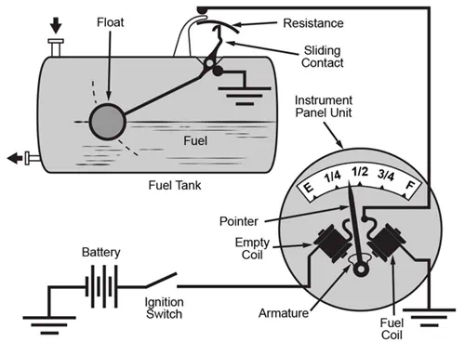 Float
Resistance
Sliding
Contact
Instrument
Panel Unit
Fuel
Fuel Tank
E 1/4 1/2 3/4 F
Pointer
Empty
Coil
Battery
Ignition
Switch
Armature
Fuel
Coil